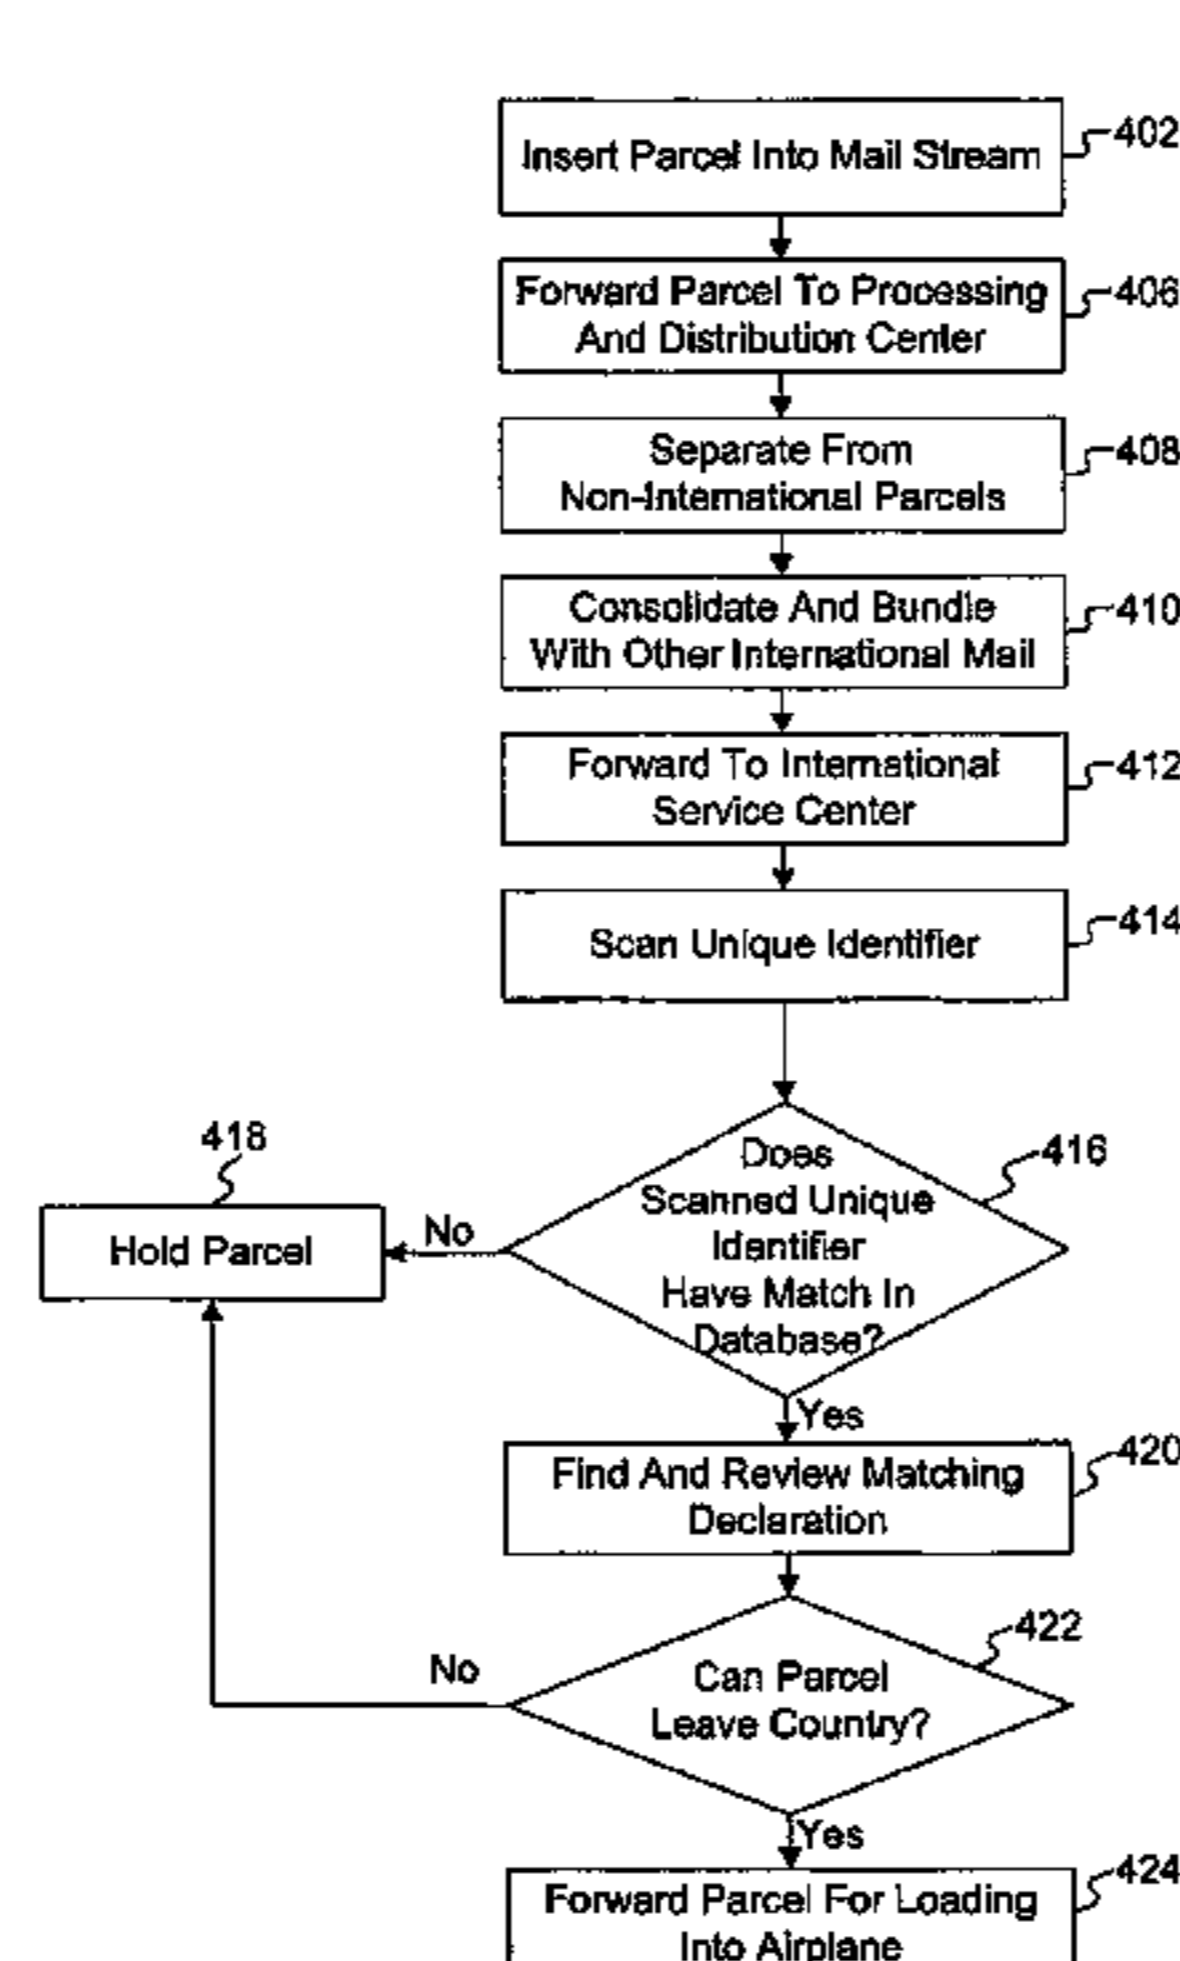 Insert Parcel Into Mail Stream
402
Forward Parcel To Processing
And Distribution Center
406
Separate From
Non-International Parcels
408
Consolidate And Bundle
With Other International Mail
410
Forward To International
Service Center
412
Scan Unique Identifier
414
418
Hold Parcel
No
Does
Scanned Unique
Identifier
Have Match In
Database?
416
Yes
Find And Review Matching
Declaration
420
No
Can Parcel
Leave Country?
422
Yes
Forward Parcel For Loading
Into Airplane
424